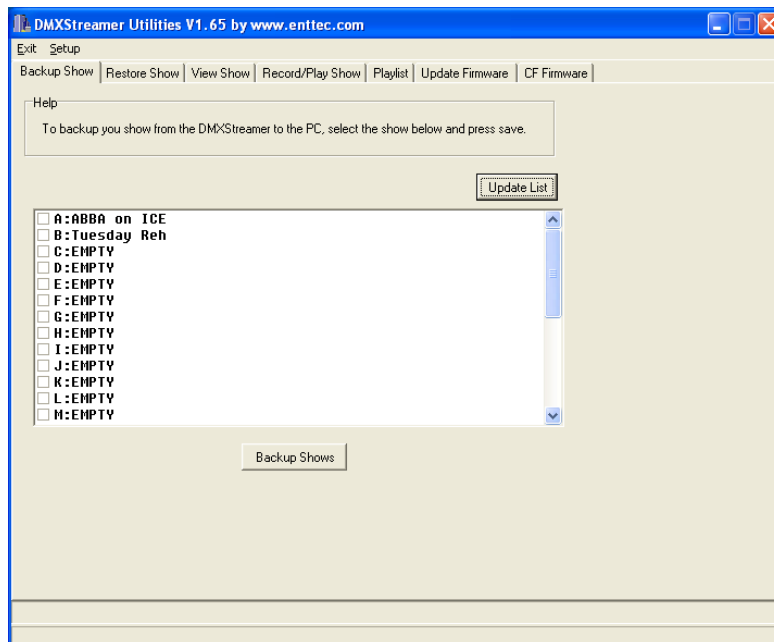 DMXStreamer Utilities V1.65 by www.enttec.com
Exit Setup
Backup Show Restore Show View Show Record/Play Show Playlist Update Firmware CF Firmware
Help
To backup you show from the DMXStreamer to the PC, select the show below and press save.
Update List
A:ABBA on ICE
B:Tuesday Reh
C:EMPTY
D:EMPTY
E:EMPTY
F:EMPTY
G:EMPTY
H:EMPTY
I:EMPTY
J:EMPTY
K:EMPTY
L:EMPTY
M:EMPTY
Backup Shows